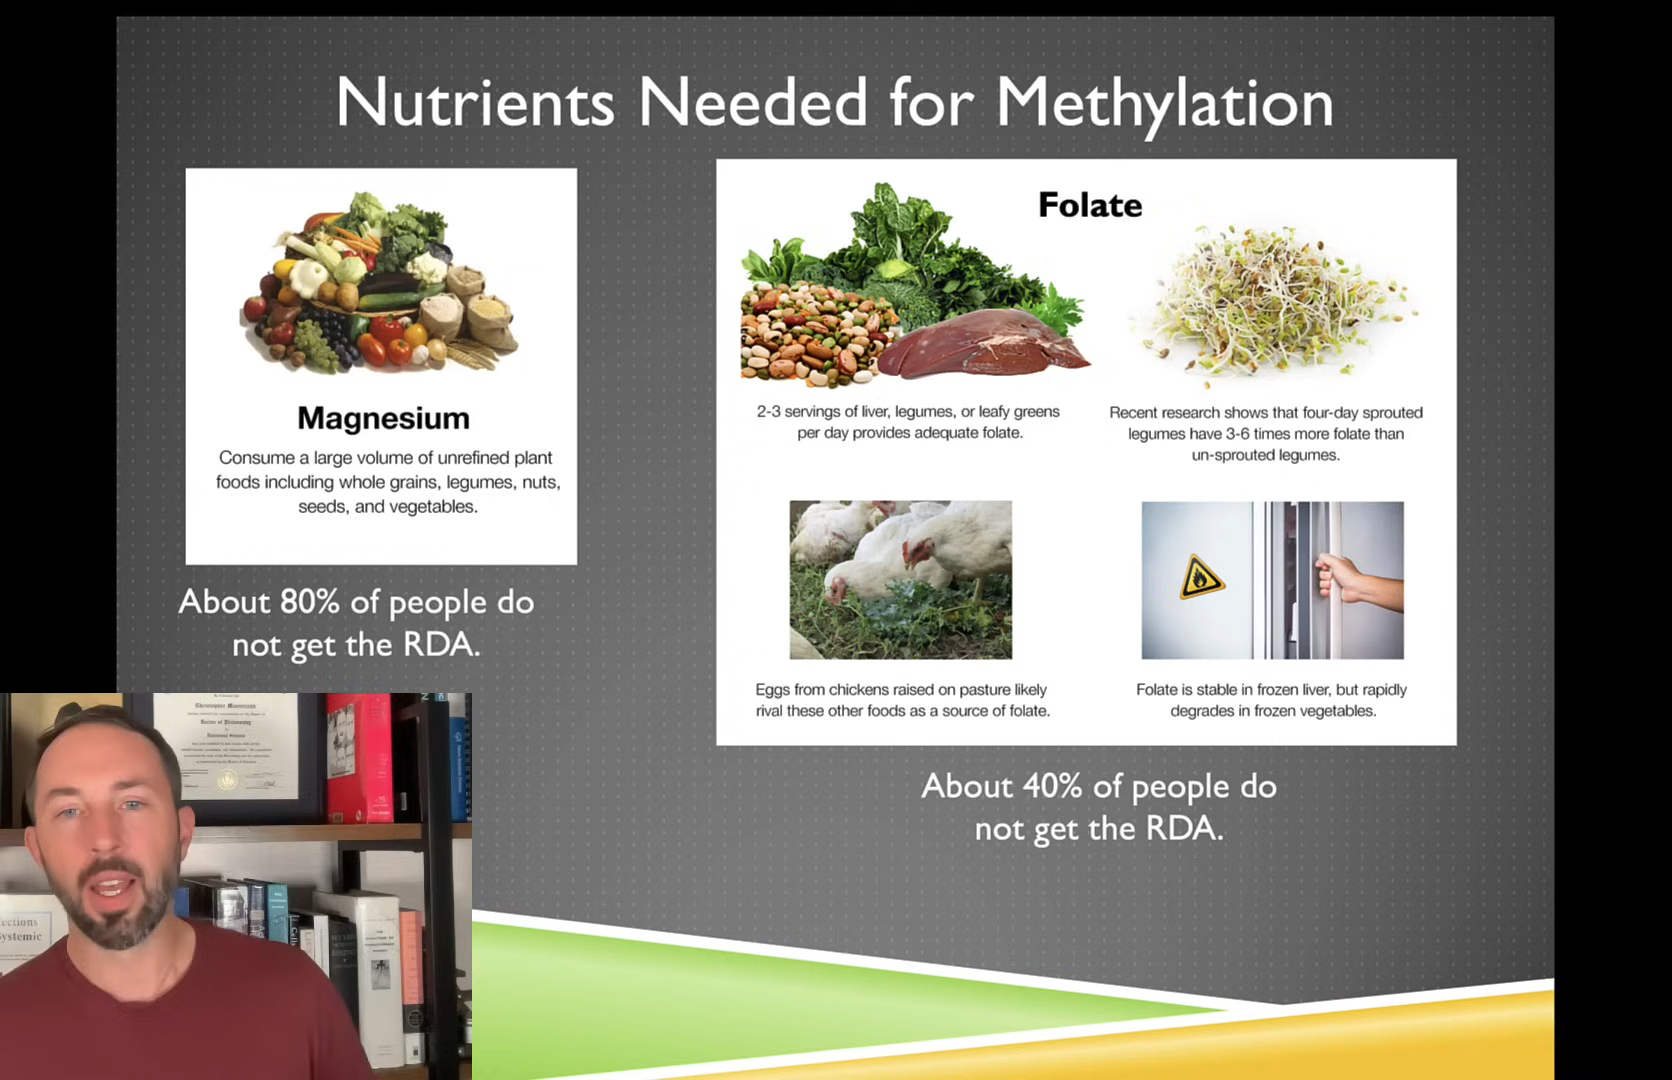 Nutrients Needed for Methylation
Magnesium
Consume a large volume of unrefined plant
foods including whole grains, legumes, nuts,
seeds, and vegetables.
About 80% of people do
not get the RDA.
Folate
2-3 servings of liver, legumes, or leafy greens
per day provides adequate folate.
Recent research shows that four-day sprouted
legumes have 3-6 times more folate than
un-sprouted legumes.
Eggs from chickens raised on pasture likely
rival these other foods as a source of folate.
Folate is stable in frozen liver, but rapidly
degrades in frozen vegetables.
About 40% of people do
not get the RDA.
Doctor of Philosophy
Systemic